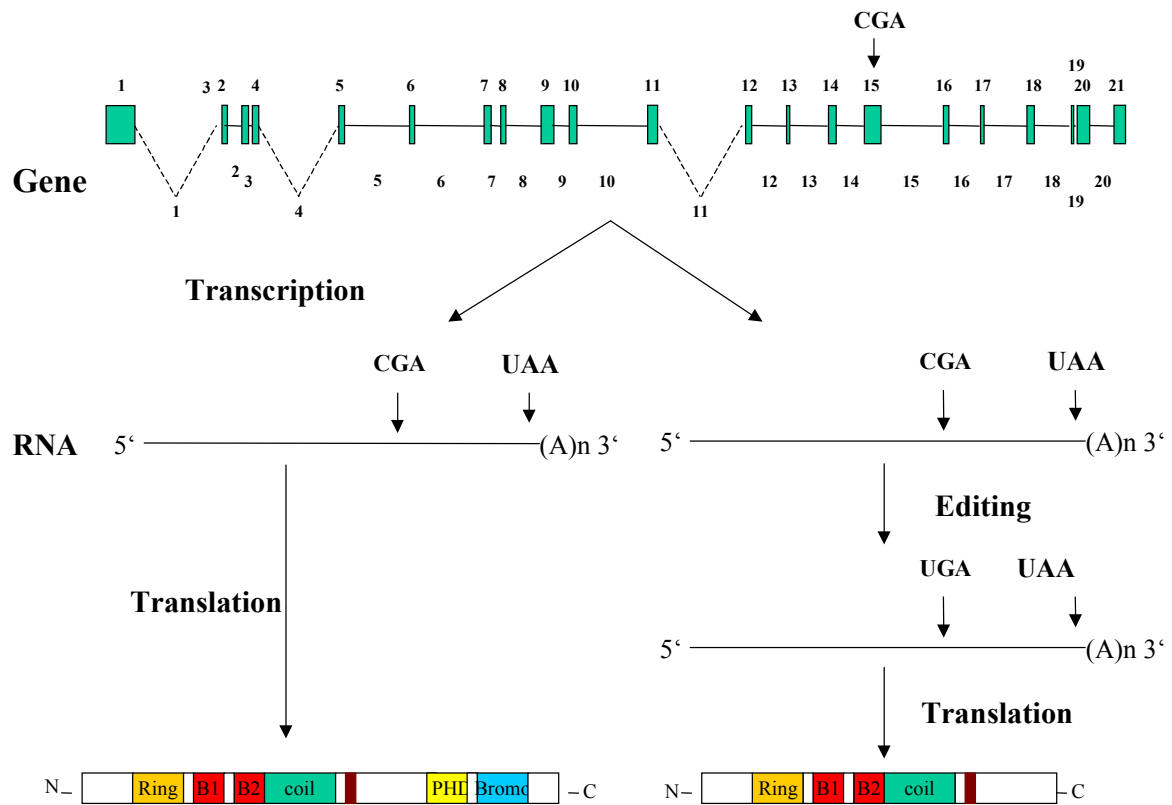 CGA
1 3 2 4 5 6 7 8 9 10 11 12 13 14 15 16 17 18 19 20 21
Gene
1 2 3 4 5 6 7 8 9 10 11 12 13 14 15 16 17 18 19 20
Transcription
CGA UAA CGA UAA
RNA 5‘ (A)n 3‘ 5‘ (A)n 3‘
Editing
UGA UAA
Translation
5‘ (A)n 3‘
Translation
N Ring B1 B2 coil PHD Bromo C
N Ring B1 B2 coil C